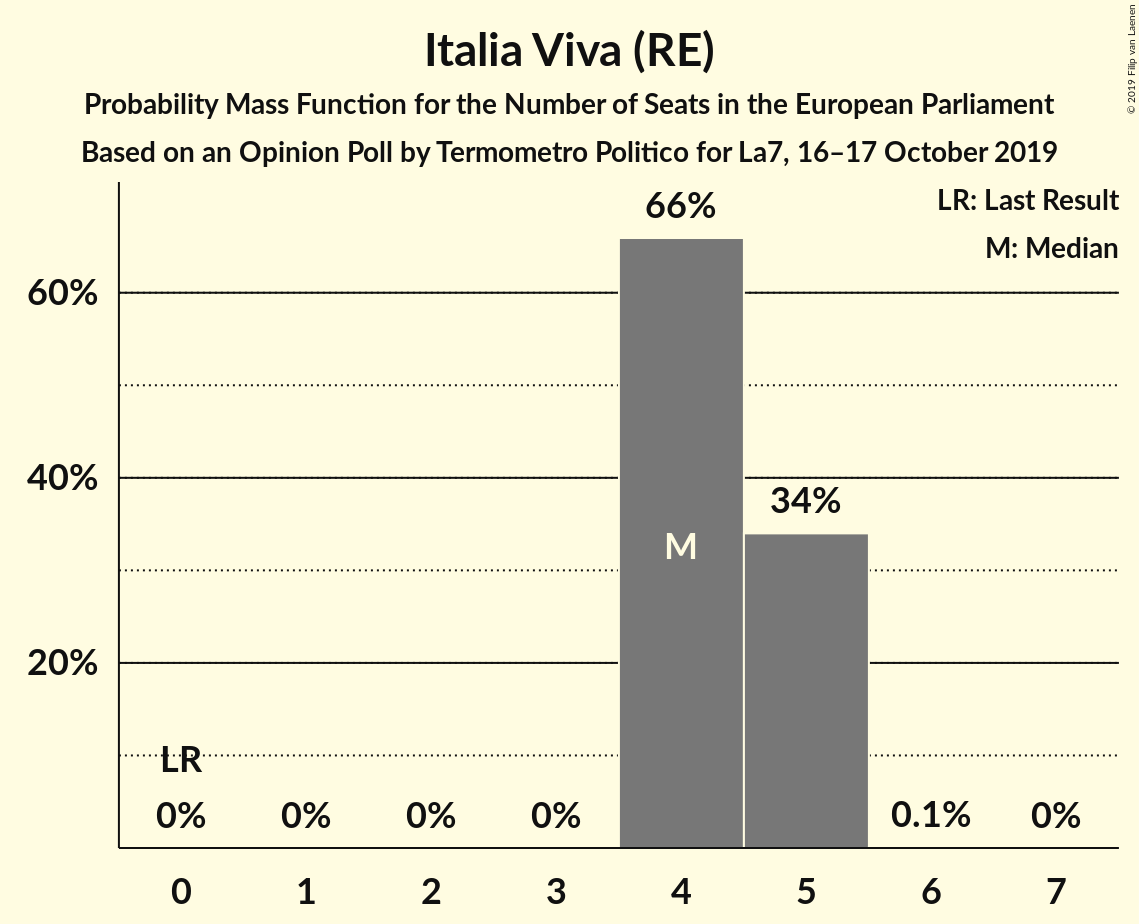 Italia Viva (RE)
Probability Mass Function for the Number of Seats in the European Parliament
Based on an Opinion Poll by Termometro Politico for La7, 16–17 October 2019
© 2019 Filip van Laenen
LR: Last Result
M: Median
66%
60%
40%
34%
M
20%
LR
0% 0% 0% 0% 0.1% 0%
0 1 2 3 4 5 6 7